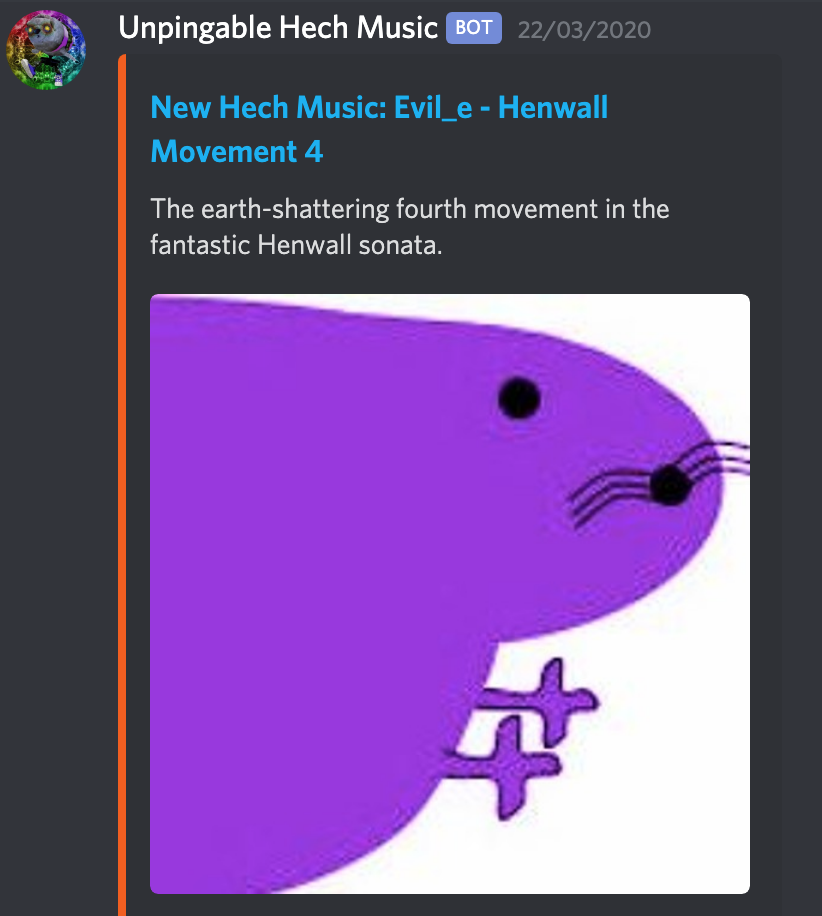 Unpingable Hech Music BOT 22/03/2020
New Hech Music: Evil_e - Henwall
Movement 4
The earth-shattering fourth movement in the
fantastic Henwall sonata.